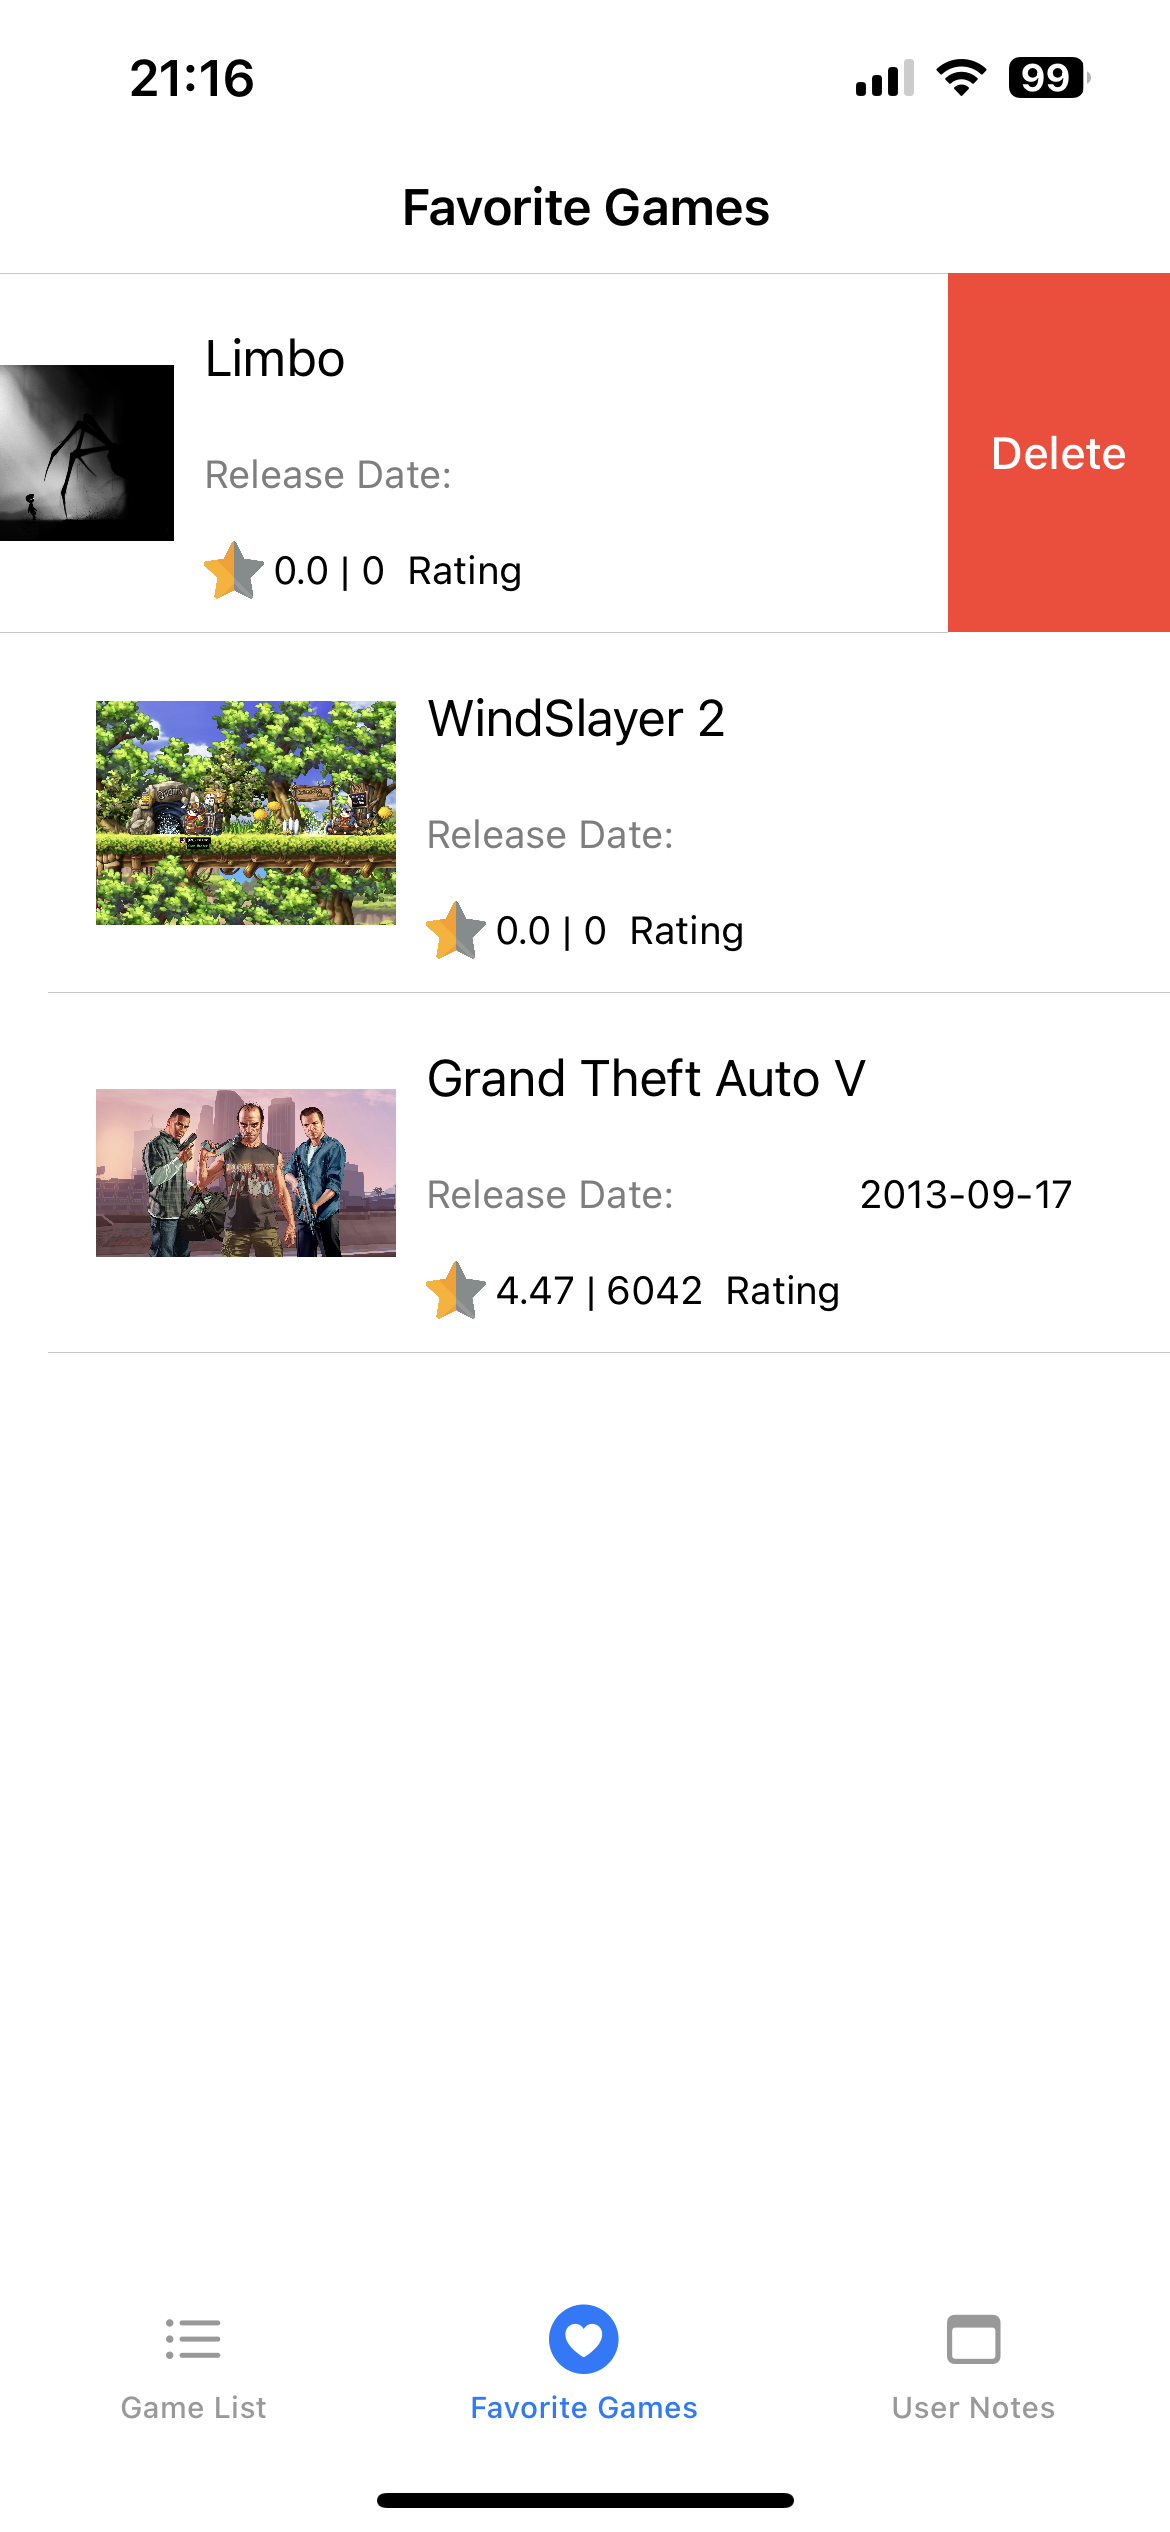 21:16
99
Favorite Games
Limbo
Release Date:
0.0 | 0 Rating
Delete
WindSlayer 2
Release Date:
0.0 | 0 Rating
Grand Theft Auto V
Release Date: 2013-09-17
4.47 | 6042 Rating
Game List
Favorite Games
User Notes